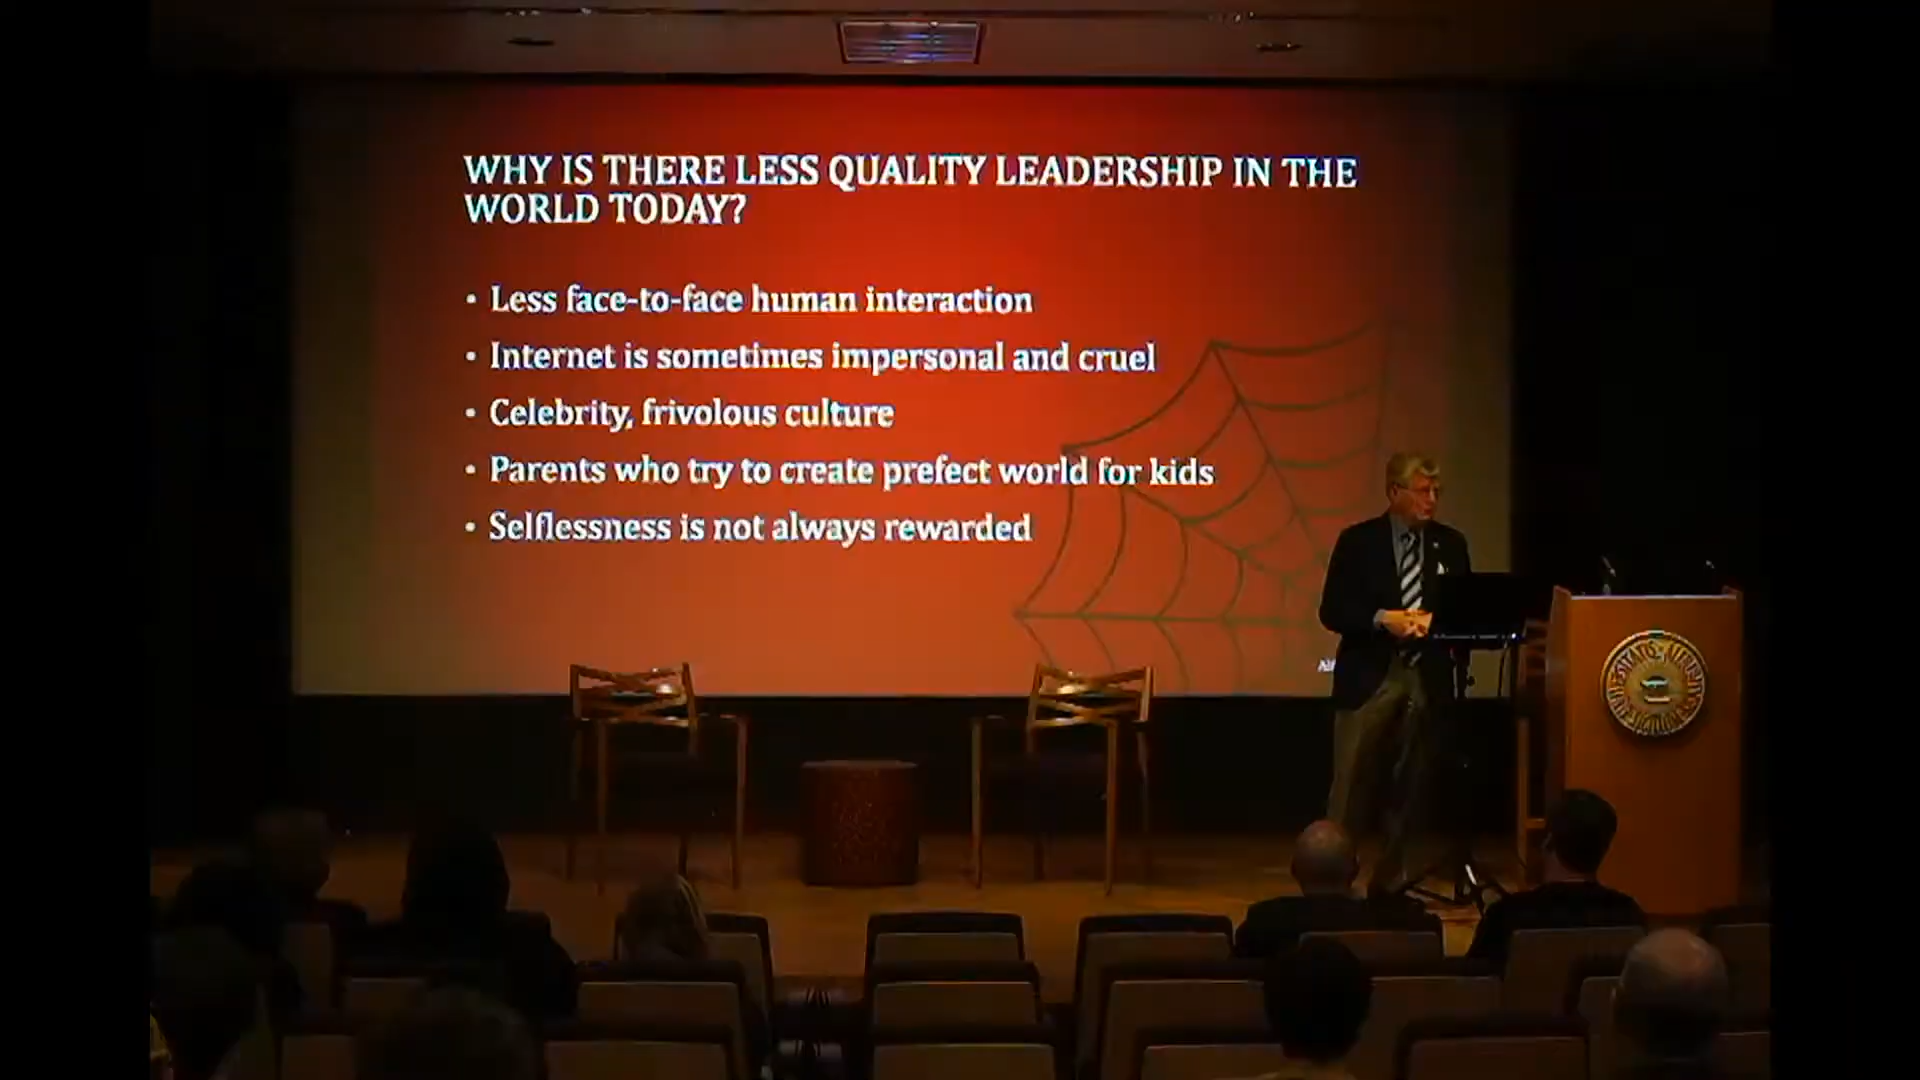 WHY IS THERE LESS QUALITY LEADERSHIP IN THE
WORLD TODAY?
• Less face-to-face human interaction
• Internet is sometimes impersonal and cruel
• Celebrity, frivolous culture
• Parents who try to create prefect world for kids
• Selflessness is not always rewarded